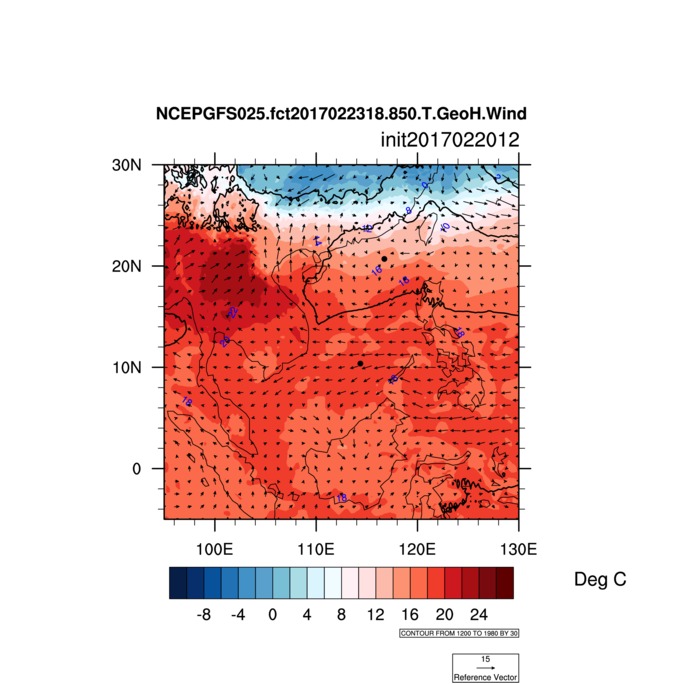 NCEPGFS025.fct2017022318.850.T.GeoH.Wind
init2017022012
30N
20N
10N
0
100E 110E 120E 130E
-8 -4 0 4 8 12 16 20 24
Deg C
CONTOUR FROM 1200 TO 1980 BY 30
15
Reference Vector